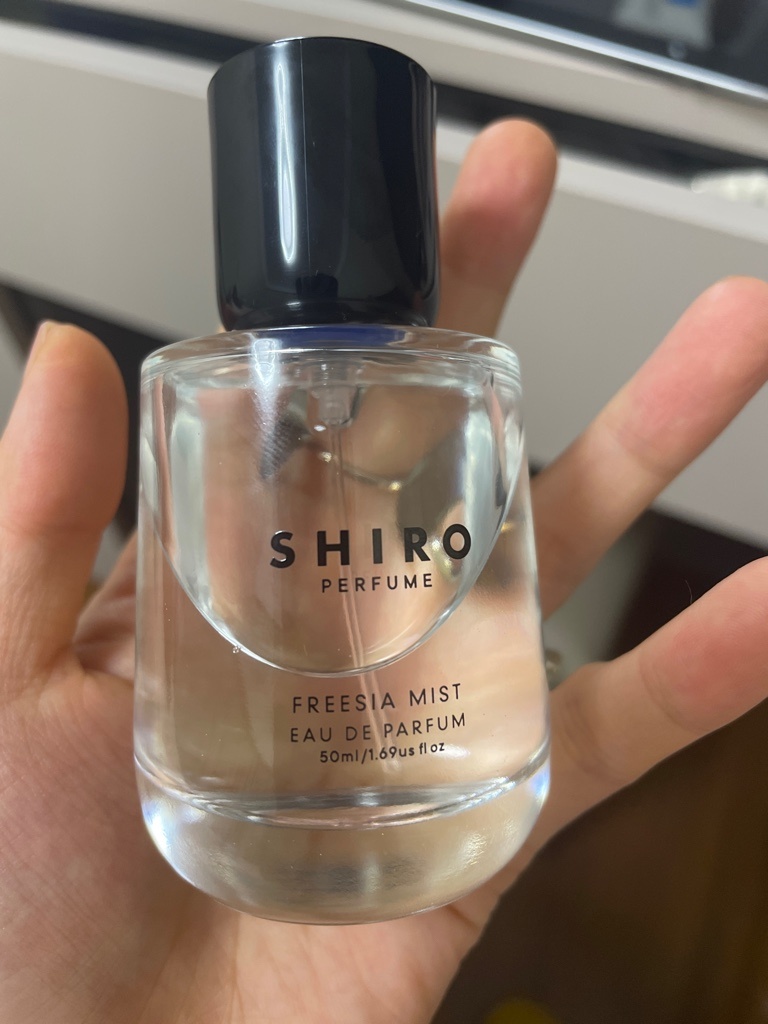 SHIRO
PERFUME
FREESIA MIST
EAU DE PARFUM
50ml/1.69us fl oz